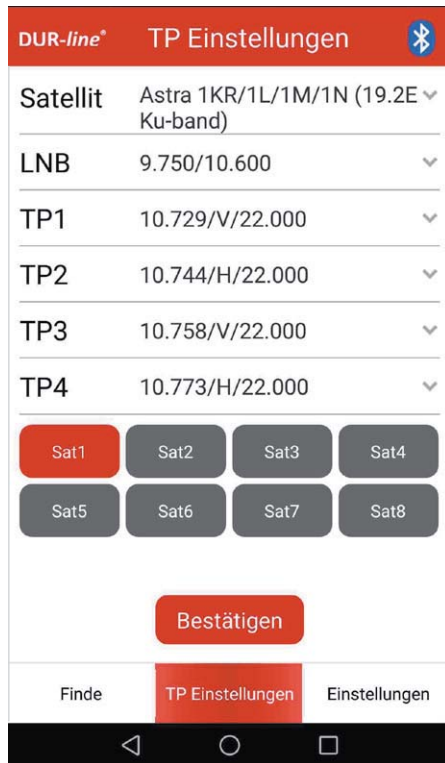 DUR-line® TP Einstellungen
Satellit Astra 1KR/1L/1M/1N (19.2E
Ku-band)
LNB 9.750/10.600
TP1 10.729/V/22.000
TP2 10.744/H/22.000
TP3 10.758/V/22.000
TP4 10.773/H/22.000
Sat1 Sat2 Sat3 Sat4
Sat5 Sat6 Sat7 Sat8
Bestätigen
Finde TP Einstellungen Einstellungen